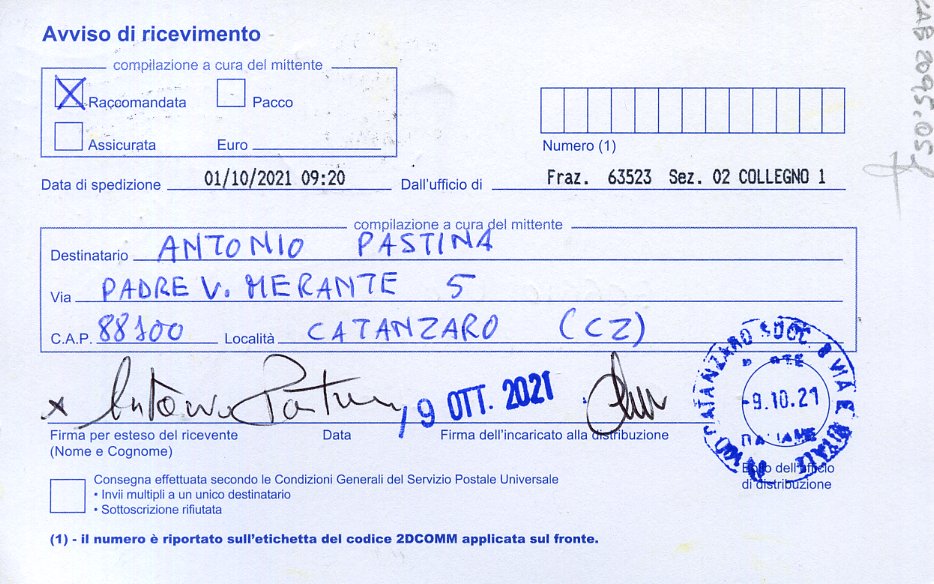 Avviso di ricevimento
compilazione a cura del mittente
Raccomandata Pacco
Assicurata Euro
Numero (1)
Data di spedizione 01/10/2021 09:20 Dall'ufficio di Fraz. 63523 Sez. 02 COLLEGNO 1
compilazione a cura del mittente
Destinatario ANTONIO PASTINA
Via PADRE V. MERANTE 5
C.A.P. 88100 Località CATANZARO (CZ)
x Antonio Pastina 9 OTT. 2021
Firma per esteso del ricevente Data Firma dell'incaricato alla distribuzione
(Nome e Cognome)
CATANZARO SUCC. 8 VIA E
-9.10.21
Bollo dell'ufficio
di distribuzione
Consegna effettuata secondo le Condizioni Generali del Servizio Postale Universale
• Invii multipli a un unico destinatario
• Sottoscrizione rifiutata
(1) - il numero è riportato sull'etichetta del codice 2DCOMM applicata sul fronte.